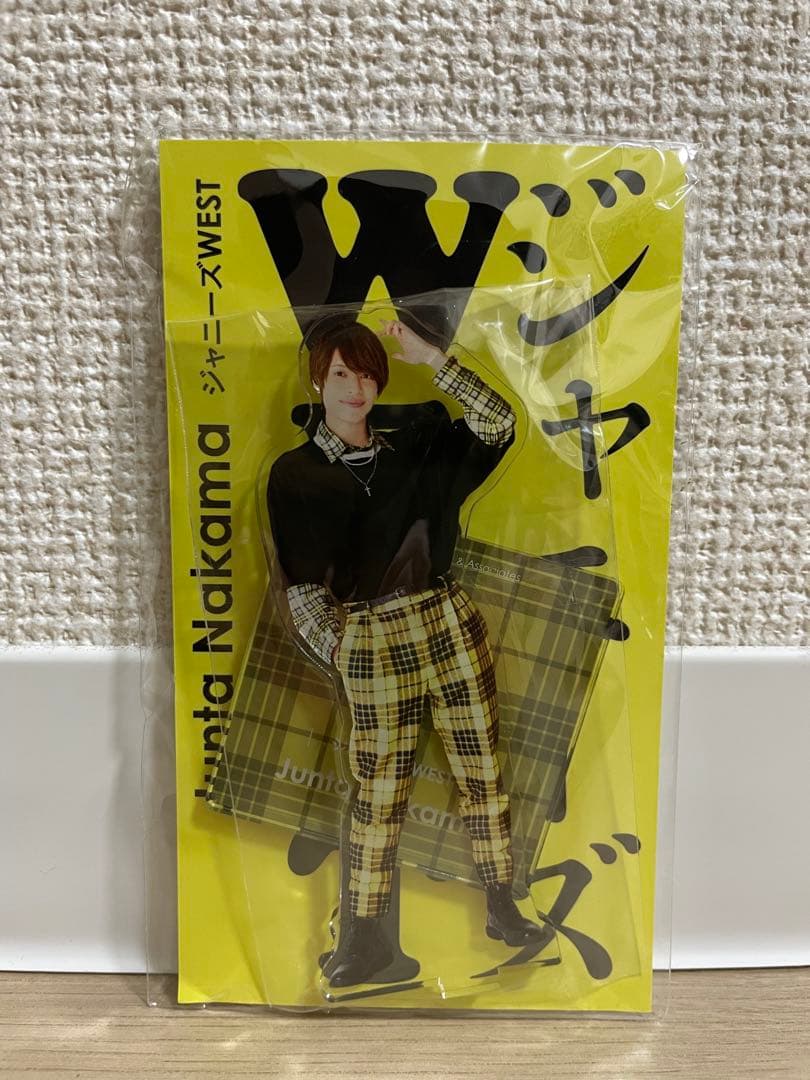 ジャニーズWEST
Junta Nakama
W
ジャニーズ
& Associates
WEST
Junta Nakama